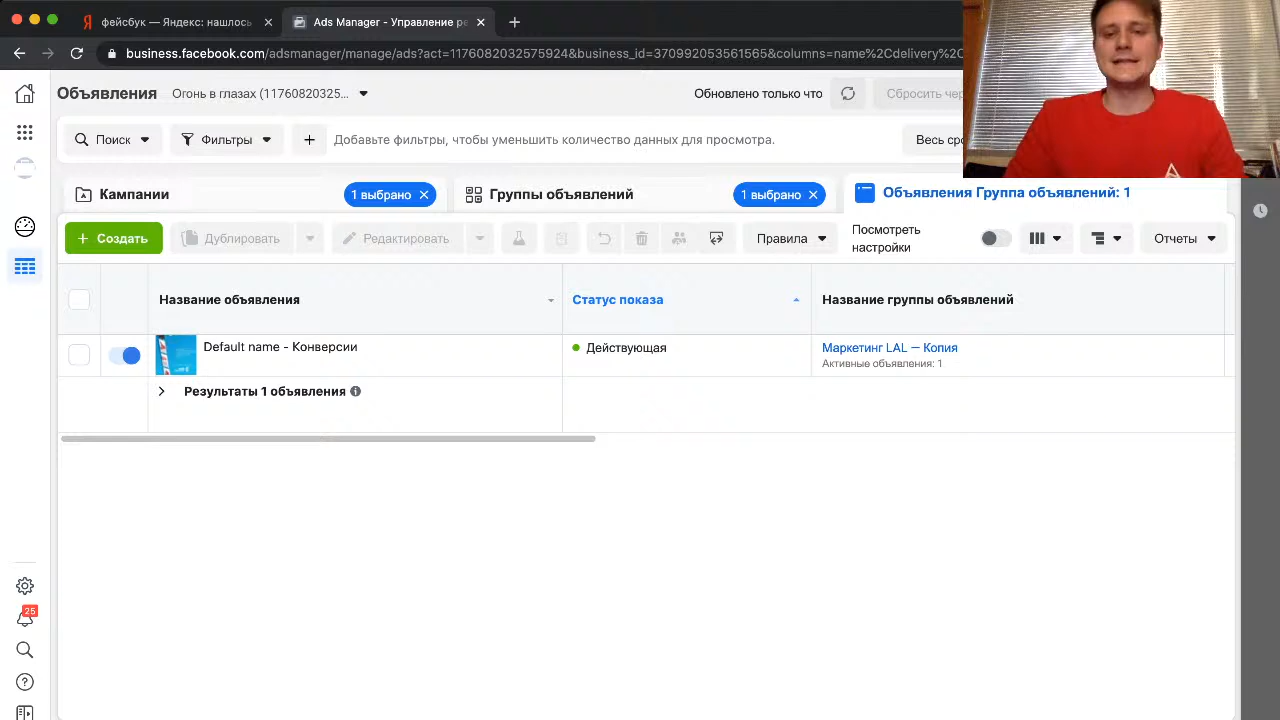 фейсбук — Яндекс: нашлось
Ads Manager - Управление ре
business.facebook.com/adsmanager/manage/ads?act=1176082032575924&business_id=370992053561565&columns=name%2Cdelivery%2C
Объявления
Огонь в глазах (11760820325...
Обновлено только что
Сбросить
Поиск
Фильтры
Добавьте фильтры, чтобы уменьшить количество данных для просмотра.
Весь
Кампании
1 выбрано
Группы объявлений
1 выбрано
Объявления Группа объявлений: 1
+ Создать
Дублировать
Редактировать
Правила
Посмотреть
настройки
Отчеты
Название объявления
Статус показа
Название группы объявлений
Default name - Конверсии
Действующая
Маркетинг LAL — Копия
Активные объявления: 1
Результаты 1 объявления
25